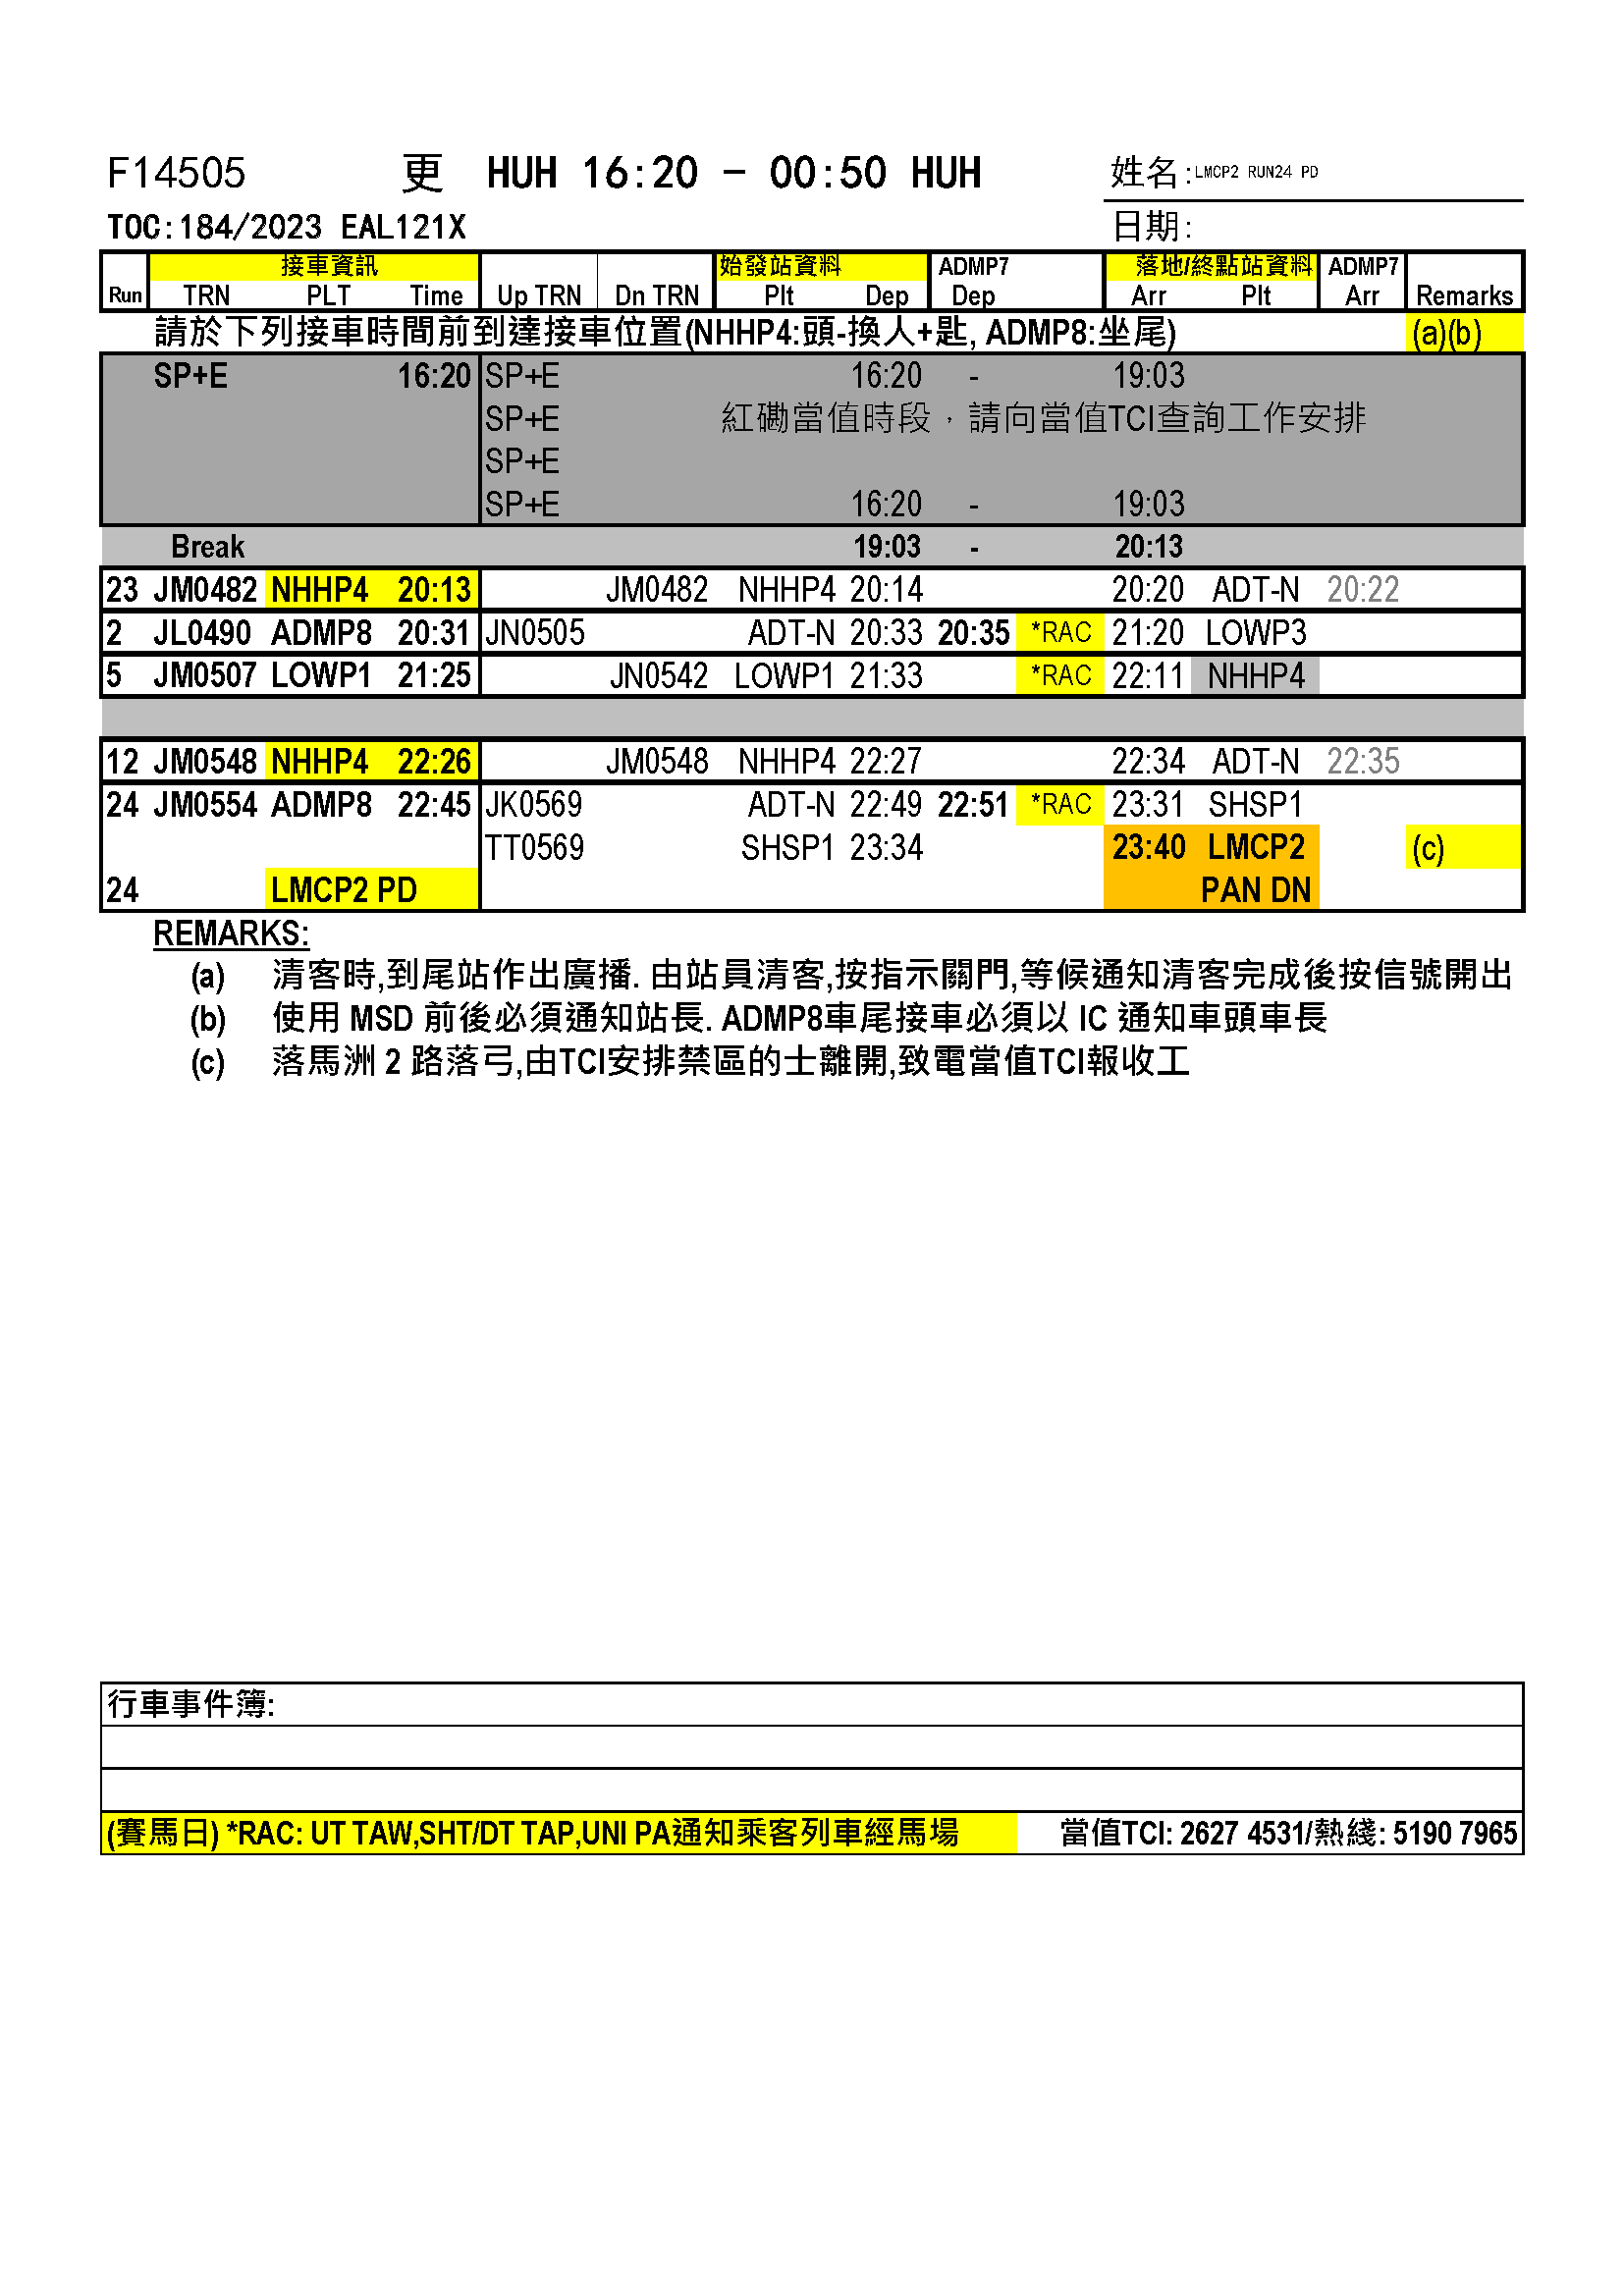 F14505 更 HUH 16:20 - 00:50 HUH 姓名:LMCP2 RUN24 PD
TOC:184/2023 EAL121X 日期:
接車資訊 始發站資料 ADMP7 落地/終點站資料 ADMP7
Run TRN PLT Time Up TRN Dn TRN Plt Dep Dep Arr Plt Arr Remarks
請於下列接車時間前到達接車位置(NHHP4:頭-換人+匙, ADMP8:坐尾) (a)(b)
SP+E 16:20 SP+E 16:20 - 19:03
SP+E 紅磡當值時段，請向當值TCI查詢工作安排
SP+E
SP+E 16:20 - 19:03
Break 19:03 - 20:13
23 JM0482 NHHP4 20:13 JM0482 NHHP4 20:14 20:20 ADT-N 20:22
2 JL0490 ADMP8 20:31 JN0505 ADT-N 20:33 20:35 *RAC 21:20 LOWP3
5 JM0507 LOWP1 21:25 JN0542 LOWP1 21:33 *RAC 22:11 NHHP4
12 JM0548 NHHP4 22:26 JM0548 NHHP4 22:27 22:34 ADT-N 22:35
24 JM0554 ADMP8 22:45 JK0569 ADT-N 22:49 22:51 *RAC 23:31 SHSP1
TT0569 SHSP1 23:34 23:40 LMCP2 (c)
24 LMCP2 PD PAN DN
REMARKS:
(a) 清客時,到尾站作出廣播. 由站員清客,按指示關門,等候通知清客完成後按信號開出
(b) 使用 MSD 前後必須通知站長. ADMP8車尾接車必須以 IC 通知車頭車長
(c) 落馬洲 2 路落弓,由TCI安排禁區的士離開,致電當值TCI報收工
行車事件簿:
(賽馬日) *RAC: UT TAW,SHT/DT TAP,UNI PA通知乘客列車經馬場 當值TCI: 2627 4531/熱綫: 5190 7965